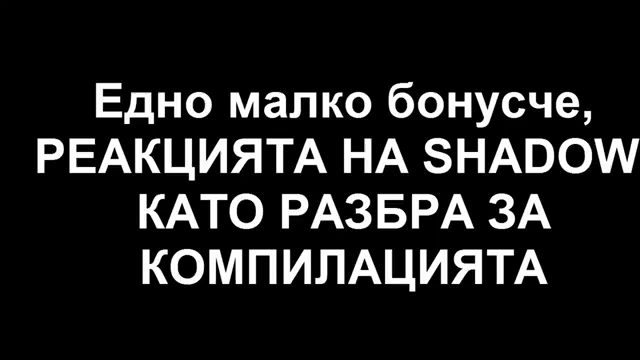 Едно малко бонусче,
РЕАКЦИЯТА НА SHADOW
КАТО РАЗБРА ЗА
КОМПИЛАЦИЯТА